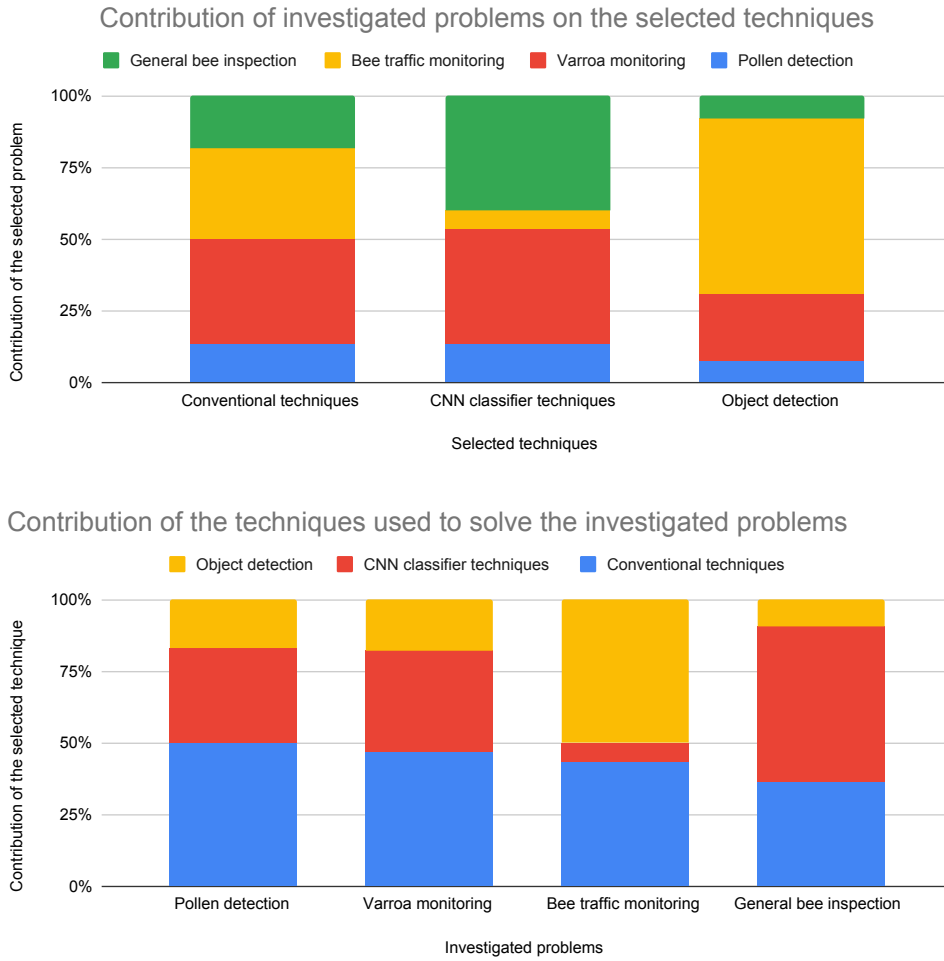 Contribution of investigated problems on the selected techniques
General bee inspection Bee traffic monitoring Varroa monitoring Pollen detection
Contribution of the selected problem
100%
75%
50%
25%
0%
Conventional techniques CNN classifier techniques Object detection
Selected techniques
Contribution of the techniques used to solve the investigated problems
Object detection CNN classifier techniques Conventional techniques
Contribution of the selected technique
100%
75%
50%
25%
0%
Pollen detection Varroa monitoring Bee traffic monitoring General bee inspection
Investigated problems